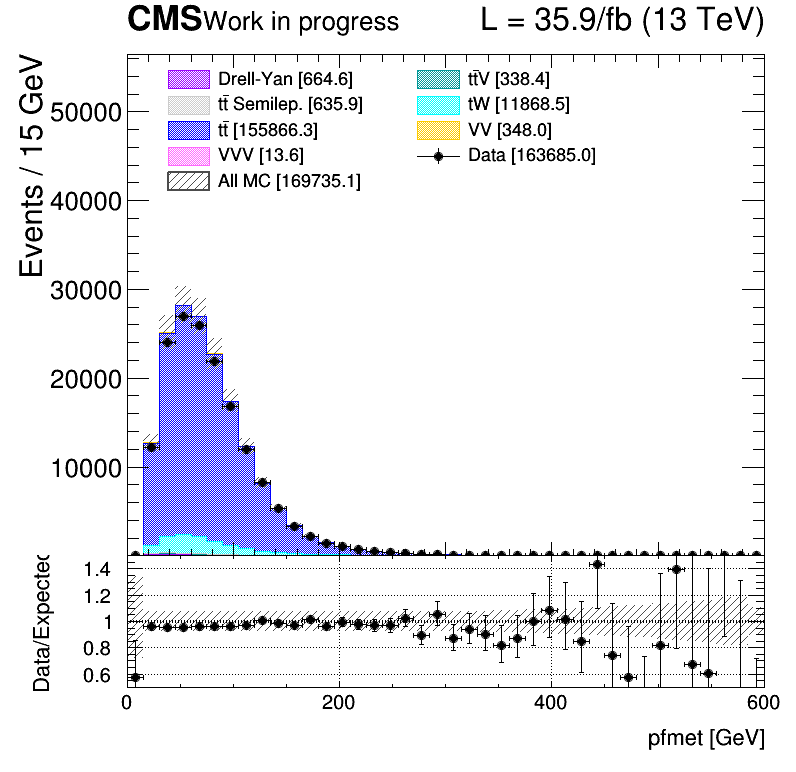 CMS Work in progress L = 35.9/fb (13 TeV)
Events / 15 GeV
50000
40000
30000
20000
10000
Drell-Yan [664.6]
tt̄ Semilep. [635.9]
tt̄ [155866.3]
VVV [13.6]
All MC [169735.1]
tt̄V [338.4]
tW [11868.5]
VV [348.0]
Data [163685.0]
Data/Expected
1.4
1.2
1
0.8
0.6
0 200 400 600
pfmet [GeV]